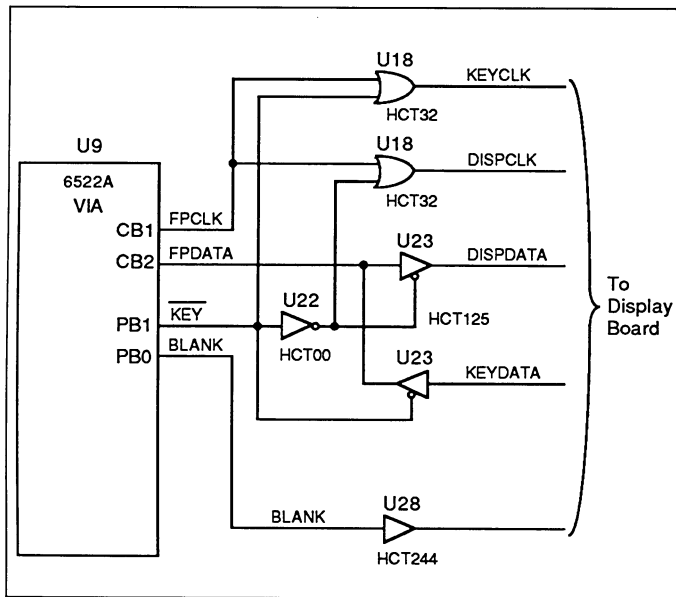 U18
KEYCLK
HCT32
U9
U18
DISPCLK
6522A
VIA
HCT32
CB1
FPCLK
U23
CB2
FPDATA
DISPDATA
To
Display
Board
U22
HCT125
PB1
KEY
U23
HCT00
PB0
BLANK
KEYDATA
U28
BLANK
HCT244